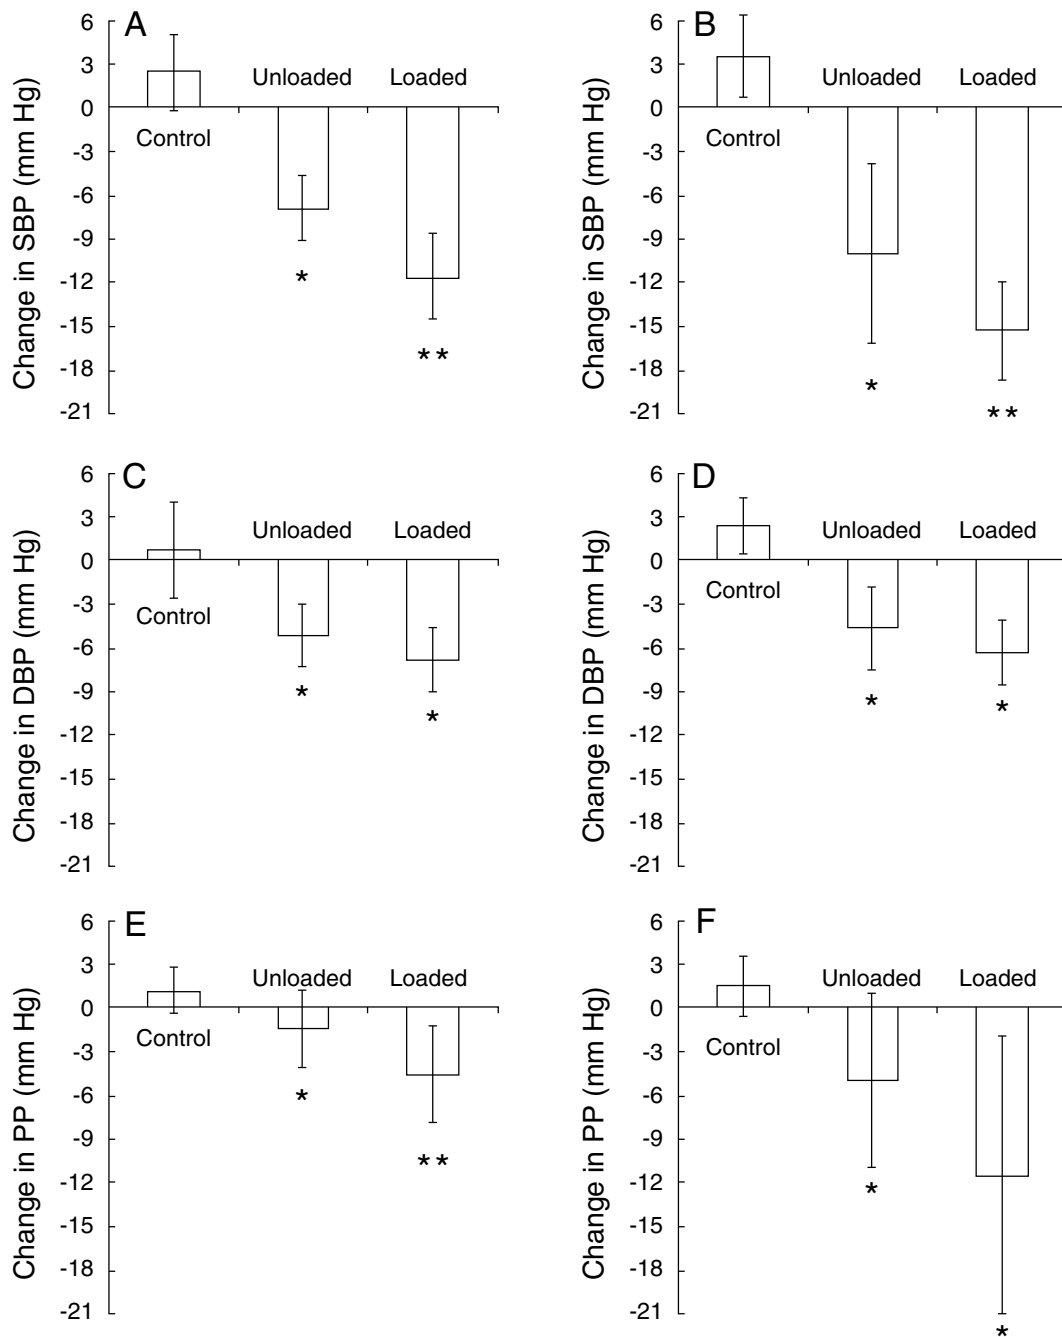 A
Change in SBP (mm Hg)
6
3
0
-3
-6
-9
-12
-15
-18
-21
Unloaded
Loaded
Control
*
**
B
Change in SBP (mm Hg)
6
3
0
-3
-6
-9
-12
-15
-18
-21
Unloaded
Loaded
Control
*
**
C
Change in DBP (mm Hg)
6
3
0
-3
-6
-9
-12
-15
-18
-21
Unloaded
Loaded
Control
*
*
D
Change in DBP (mm Hg)
6
3
0
-3
-6
-9
-12
-15
-18
-21
Unloaded
Loaded
Control
*
*
E
Change in PP (mm Hg)
6
3
0
-3
-6
-9
-12
-15
-18
-21
Unloaded
Loaded
Control
*
**
F
Change in PP (mm Hg)
6
3
0
-3
-6
-9
-12
-15
-18
-21
Unloaded
Loaded
Control
*
*